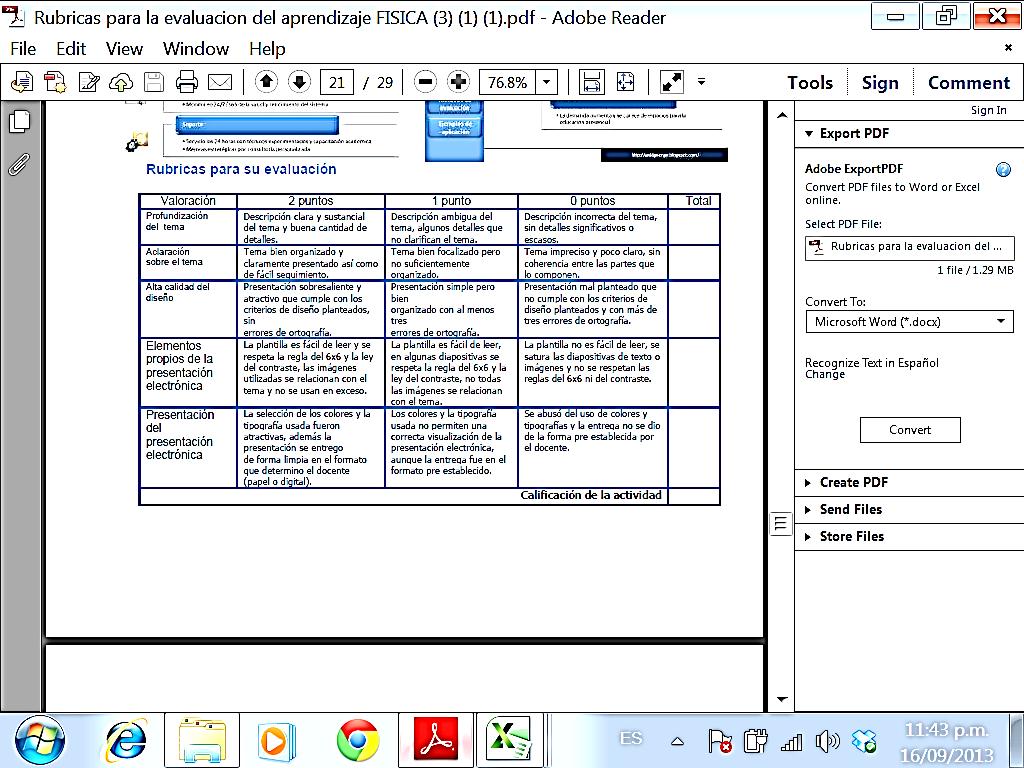 Rubricas para la evaluacion del aprendizaje FISICA (3) (1) (1).pdf - Adobe Reader
File Edit View Window Help
21 / 29 76.8% Tools Sign Comment
Sign In
Export PDF
Adobe ExportPDF
Convert PDF files to Word or Excel
online.
Select PDF File:
Rubricas para la evaluacion del ...
1 file / 1.29 MB
Convert To:
Microsoft Word (*.docx)
Recognize Text in Español
Change
Convert
Create PDF
Send Files
Store Files
Soporte
evaluación
Ejemplos de
aplicación
Rubricas para su evaluación
Valoración 2 puntos 1 punto 0 puntos Total
Profundización
del tema
Descripción clara y sustancial
del tema y buena cantidad de
detalles.
Descripción ambigua del
tema, algunos detalles que
no clarifican el tema.
Descripción incorrecta del tema,
sin detalles significativos o
escasos.
Aclaración
sobre el tema
Tema bien organizado y
claramente presentado así como
de fácil seguimiento.
Tema bien focalizado pero
no suficientemente
organizado.
Tema impreciso y poco claro, sin
coherencia entre las partes que
lo componen.
Alta calidad del
diseño
Presentación sobresaliente y
atractivo que cumple con los
criterios de diseño planteados,
sin
errores de ortografía.
Presentación simple pero
bien
organizado con al menos
tres
errores de ortografía.
Presentación mal planteado que
no cumple con los criterios de
diseño planteados y con más de
tres errores de ortografía.
Elementos
propios de la
presentación
electrónica
La plantilla es fácil de leer y se
respeta la regla del 6x6 y la ley
del contraste, las imágenes
utilizadas se relacionan con el
tema y no se usan en exceso.
La plantilla es fácil de leer,
en algunas diapositivas se
respeta la regla del 6x6 y la
ley del contraste, no todas
las imágenes se relacionan
con el tema.
La plantilla no es fácil de leer, se
satura las diapositivas de texto o
imágenes y no se respetan las
reglas del 6x6 ni del contraste.
Presentación
del
presentación
electrónica
La selección de los colores y la
tipografía usada fueron
atractivas, además la
presentación se entrego
de forma limpia en el formato
que determino el docente
(papel o digital).
Los colores y la tipografía
usada no permiten una
correcta visualización de la
presentación electrónica,
aunque la entrega fue en el
formato pre establecido.
Se abusó del uso de colores y
tipografías y la entrega no se dio
de la forma pre establecida por
el docente.
Calificación de la actividad
ES
11:43 p.m.
16/09/2013